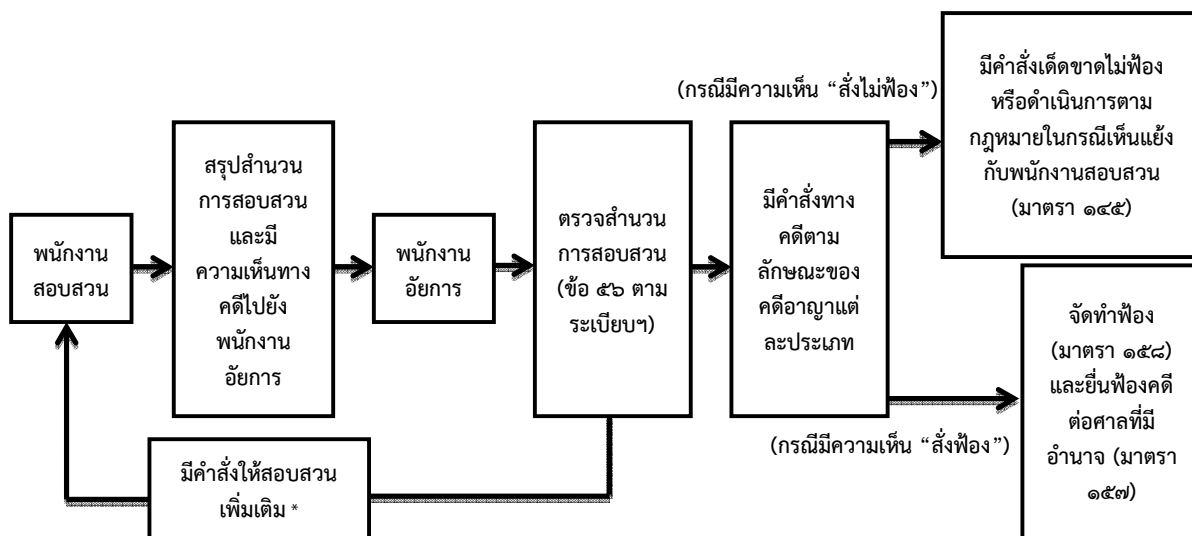 พนักงาน
สอบสวน
สรุปสำนวน
การสอบสวน
และมี
ความเห็นทาง
คดีไปยัง
พนักงาน
อัยการ
พนักงาน
อัยการ
ตรวจสำนวน
การสอบสวน
(ข้อ ๕๖ ตาม
ระเบียบฯ)
มีคำสั่งทาง
คดีตาม
ลักษณะของ
คดีอาญาแต่
ละประเภท
(กรณีมีความเห็น “สั่งไม่ฟ้อง”)
มีคำสั่งเด็ดขาดไม่ฟ้อง
หรือดำเนินการตาม
กฎหมายในกรณีเห็นแย้ง
กับพนักงานสอบสวน
(มาตรา ๑๔๕)
(กรณีมีความเห็น “สั่งฟ้อง”)
จัดทำฟ้อง
(มาตรา ๑๕๘)
และยื่นฟ้องคดี
ต่อศาลที่มี
อำนาจ (มาตรา
๑๕๗)
มีคำสั่งให้สอบสวน
เพิ่มเติม *